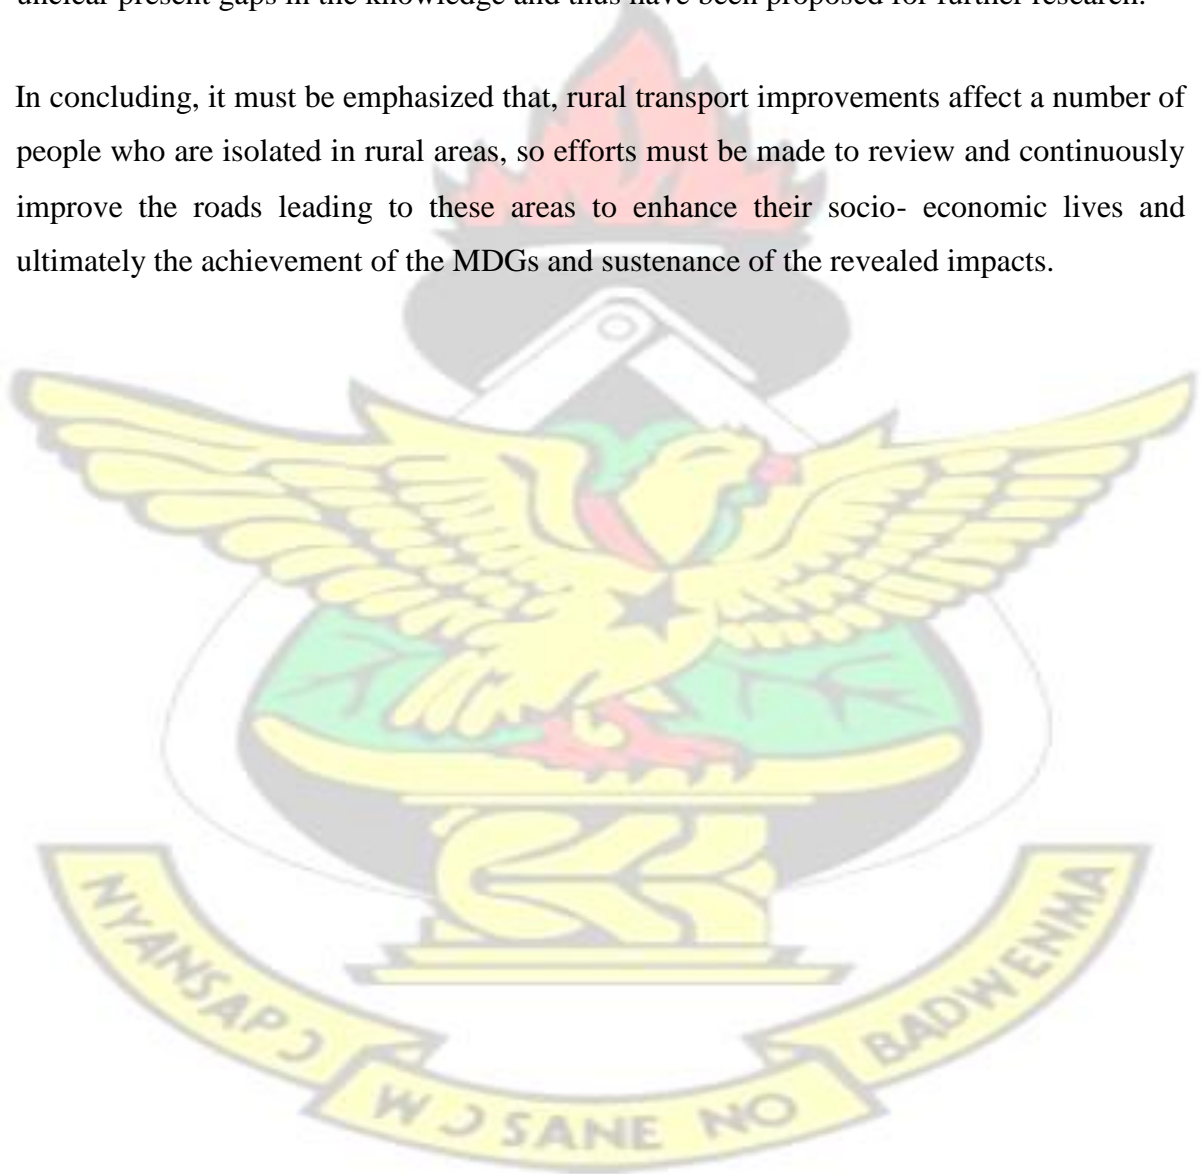 unclear present gaps in the knowledge and thus have been proposed for further research.
In concluding, it must be emphasized that, rural transport improvements affect a number of
people who are isolated in rural areas, so efforts must be made to review and continuously
improve the roads leading to these areas to enhance their socio- economic lives and
ultimately the achievement of the MDGs and sustenance of the revealed impacts.
NYANSAPƆ
WƆSANE NO
BADWENMA